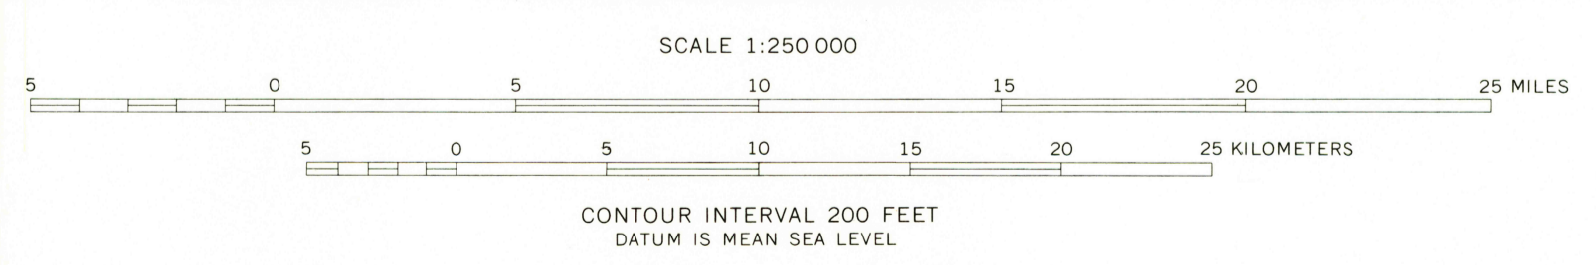 SCALE 1:250 000
5 0 5 10 15 20 25 MILES
5 0 5 10 15 20 25 KILOMETERS
CONTOUR INTERVAL 200 FEET
DATUM IS MEAN SEA LEVEL